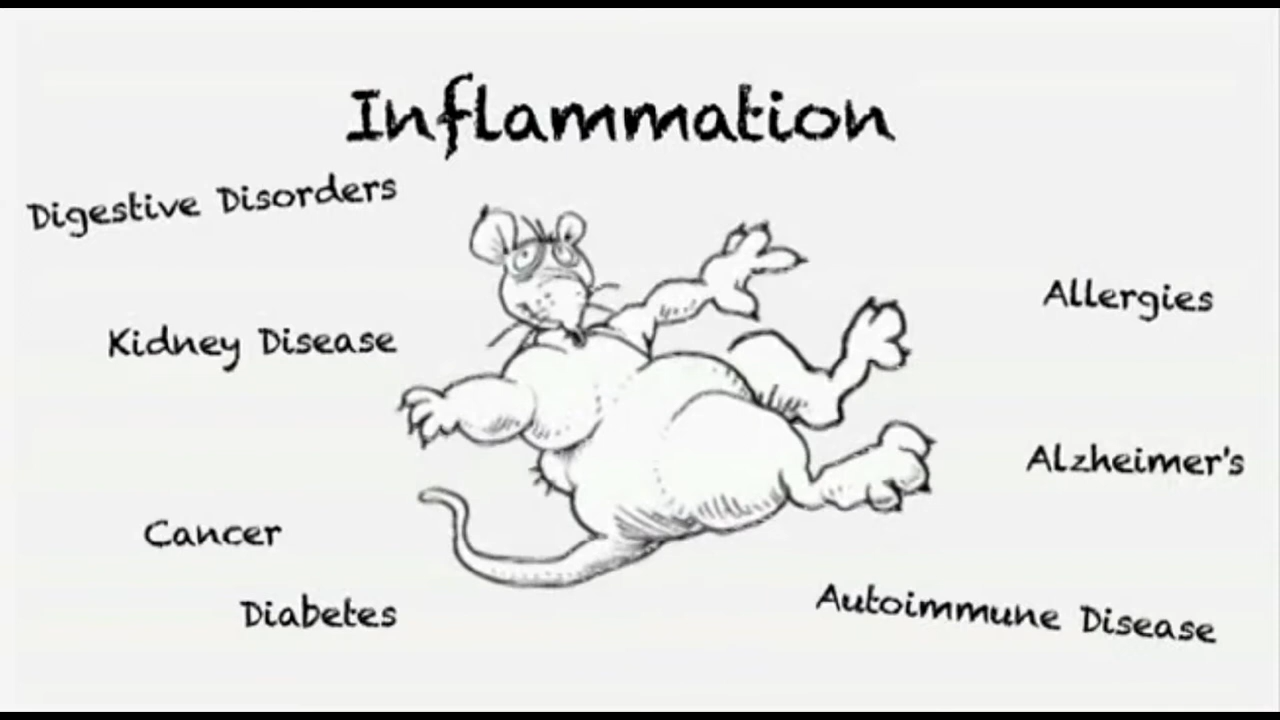 Inflammation
Digestive Disorders
Kidney Disease
Allergies
Alzheimer's
Cancer
Diabetes
Autoimmune Disease